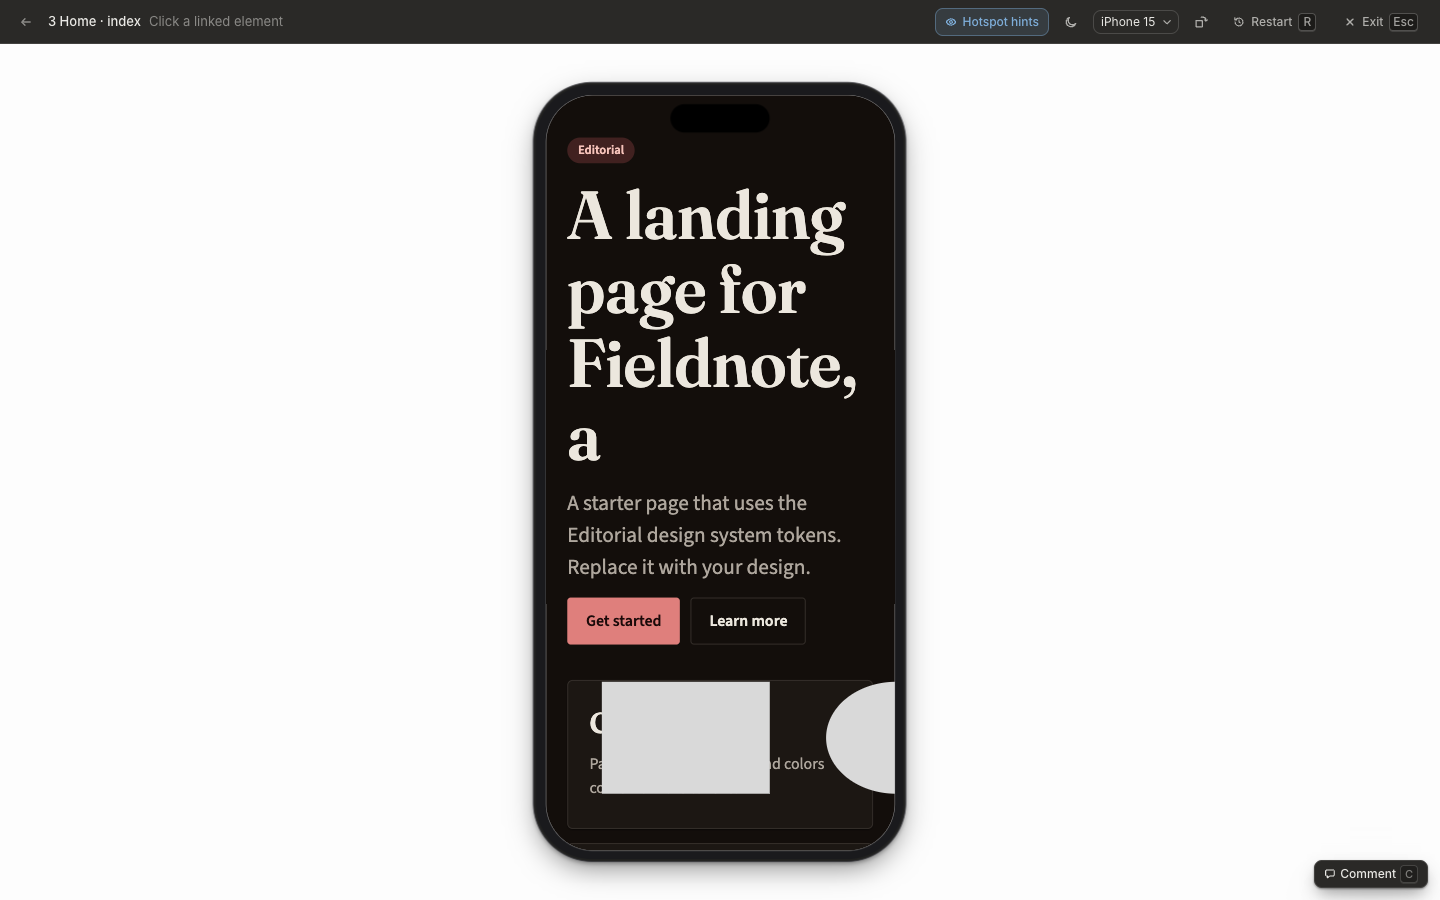 3 Home · index Click a linked element
Hotspot hints
iPhone 15
Restart R
Exit Esc
Editorial
A landing
page for
Fieldnote,
a
A starter page that uses the
Editorial design system tokens.
Replace it with your design.
Get started
Learn more
colors
Comment C